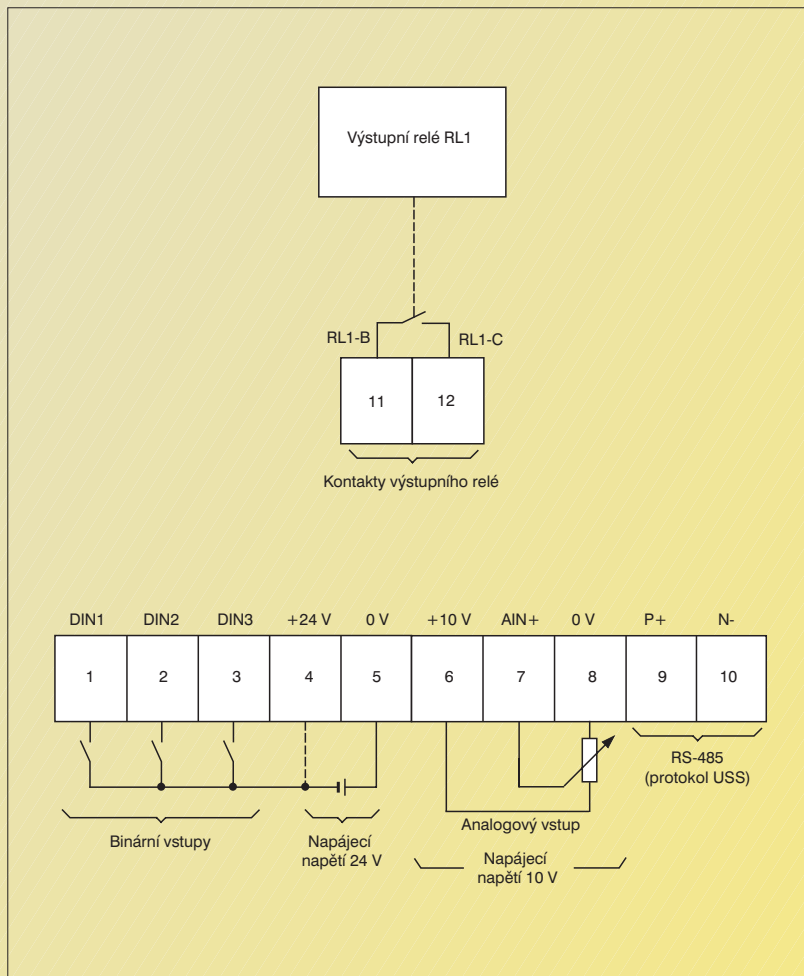 Výstupní relé RL1
RL1-B RL1-C
11 12
Kontakty výstupního relé
DIN1 DIN2 DIN3 +24 V 0 V +10 V AIN+ 0 V P+ N-
1 2 3 4 5 6 7 8 9 10
RS-485
(protokol USS)
Binární vstupy
Napájecí
napětí 24 V
Analogový vstup
Napájecí
napětí 10 V